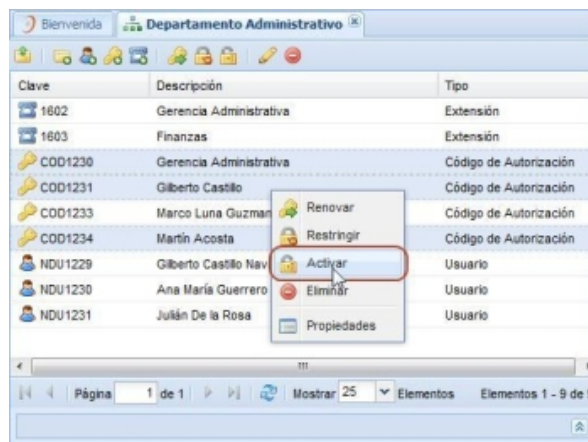 Bienvenida Departamento Administrativo
Clave Descripción Tipo
1602 Gerencia Administrativa Extensión
1603 Finanzas Extensión
COD1230 Gerencia Administrativa Código de Autorización
COD1231 Gilberto Castillo Código de Autorización
COD1233 Marco Luna Guzman Código de Autorización
COD1234 Martín Acosta Código de Autorización
NDU1229 Gilberto Castillo Nav Usuario
NDU1230 Ana María Guerrero Usuario
NDU1231 Julián De la Rosa Usuario
Renovar
Restringir
Activar
Eliminar
Propiedades
Página 1 de 1 Mostrar 25 Elementos Elementos 1 - 9 de